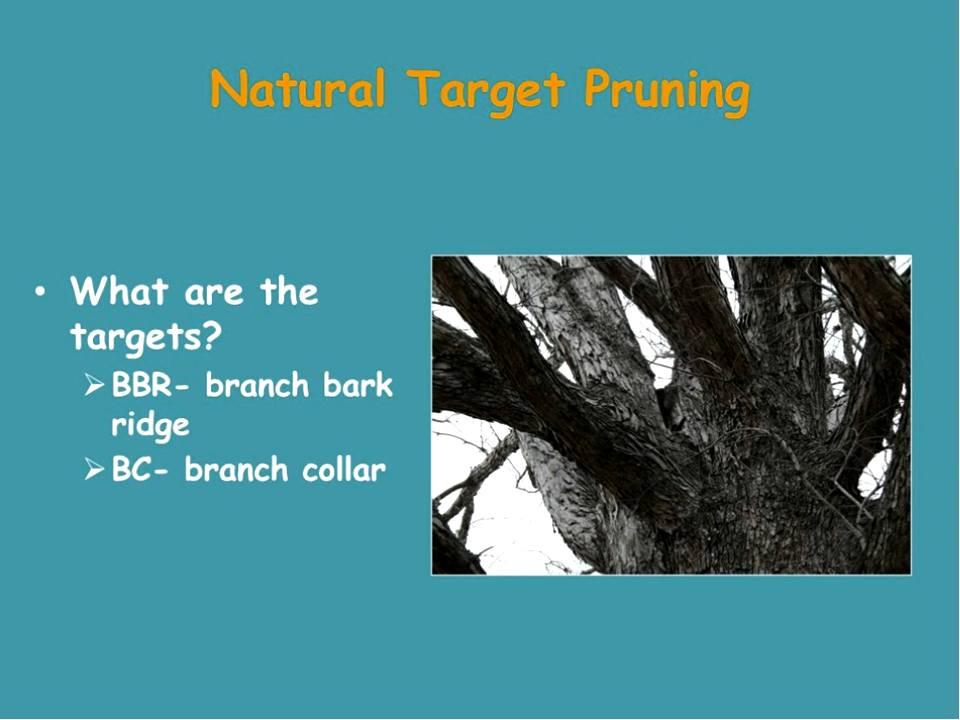 Natural Target Pruning
• What are the
targets?
➢ BBR- branch bark
ridge
➢ BC- branch collar